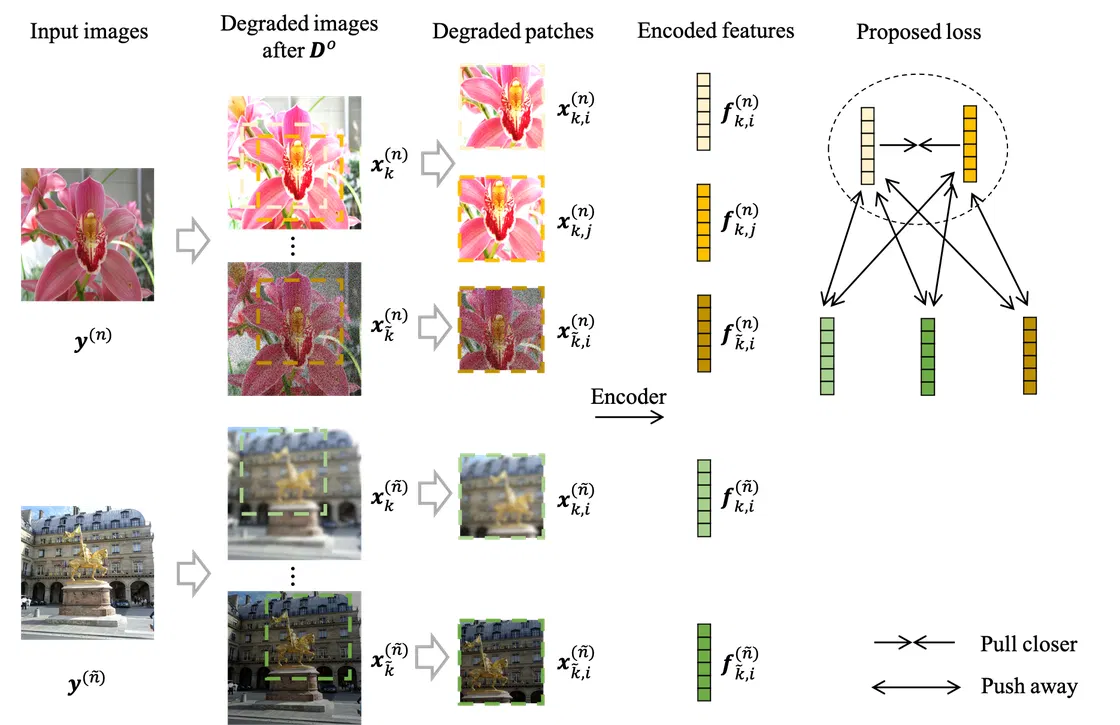 Input images
Degraded images
after D^o
Degraded patches
Encoded features
Proposed loss
x_{k,i}^{(n)}
f_{k,i}^{(n)}
x_k^{(n)}
x_{k,j}^{(n)}
f_{k,j}^{(n)}
y^{(n)}
x_{k̃}^{(n)}
x_{k̃,i}^{(n)}
f_{k̃,i}^{(n)}
Encoder
x_k^{(ñ)}
x_{k,i}^{(ñ)}
f_{k,i}^{(ñ)}
y^{(ñ)}
x_{k̃}^{(ñ)}
x_{k̃,i}^{(ñ)}
f_{k̃,i}^{(ñ)}
Pull closer
Push away